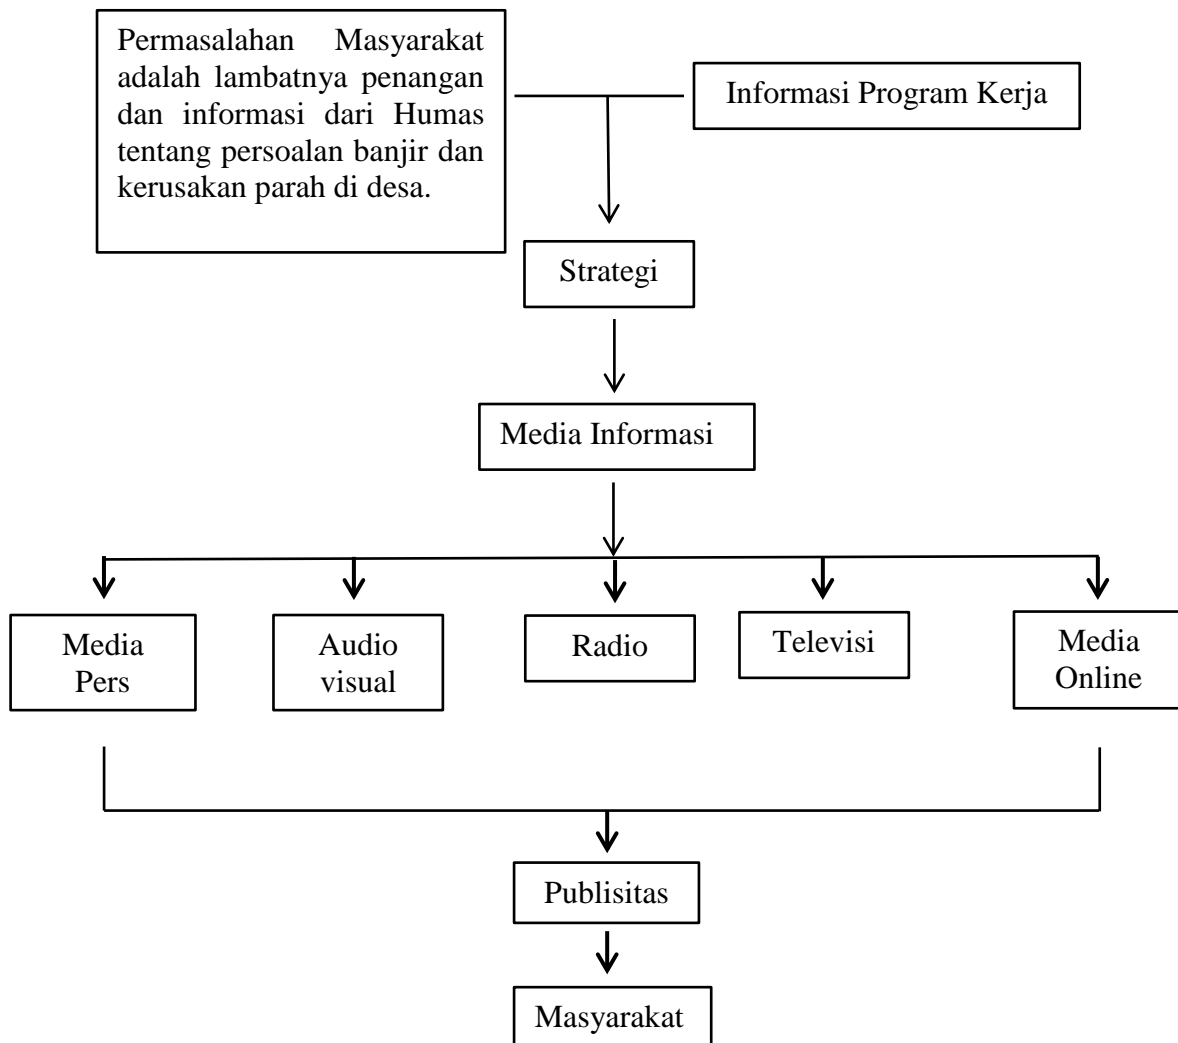 Permasalahan Masyarakat
adalah lambatnya penangan
dan informasi dari Humas
tentang persoalan banjir dan
kerusakan parah di desa.
Informasi Program Kerja
Strategi
Media Informasi
Media
Pers
Audio
visual
Radio
Televisi
Media
Online
Publisitas
Masyarakat